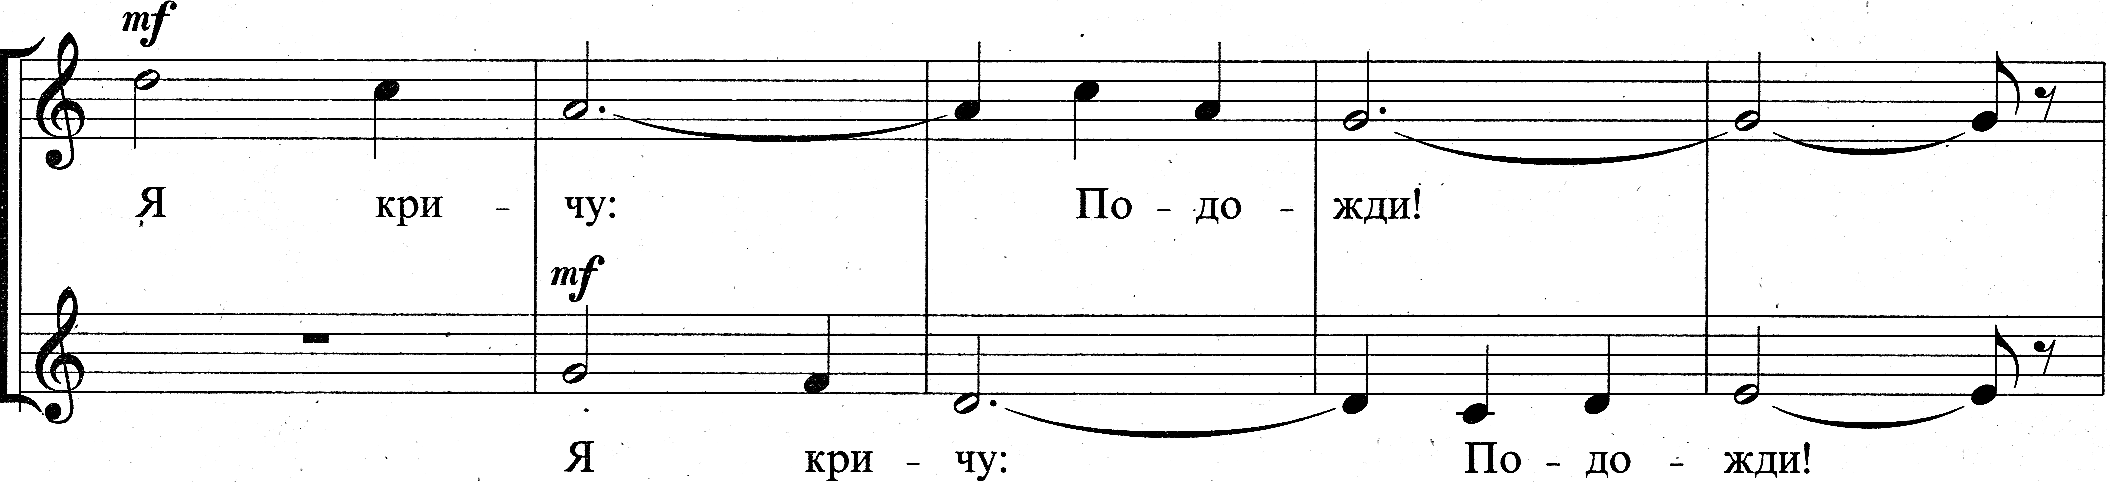 mf
Я кри - чу: По - до - жди!
mf
Я кри - чу: По - до - жди!